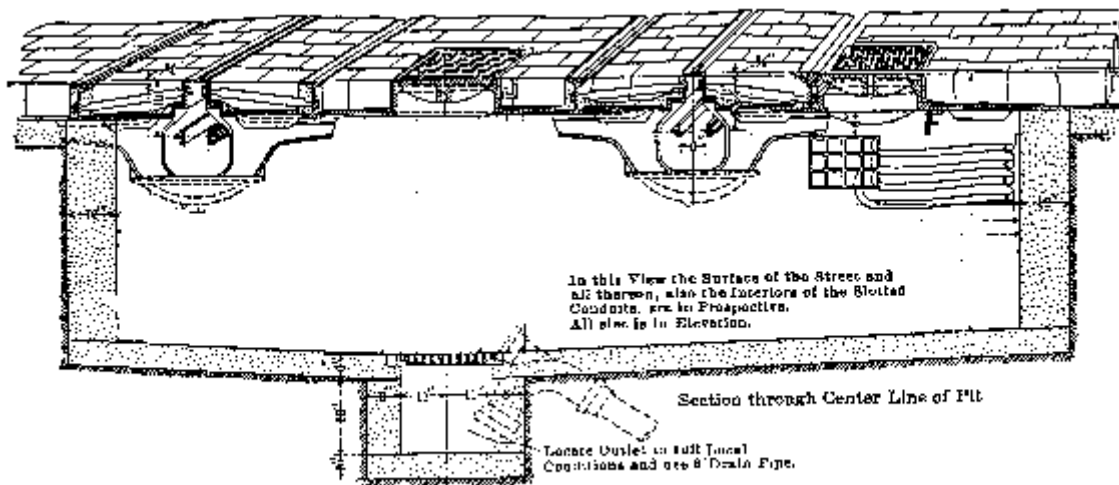 In this View the Surface of the Street and
all thereon, also the Interiors of the Slotted
Conduits, are in Perspective.
All else is in Elevation.
Section through Center Line of Pit
Locate Outlet to suit Local
Conditions and use 8" Drain Pipe.